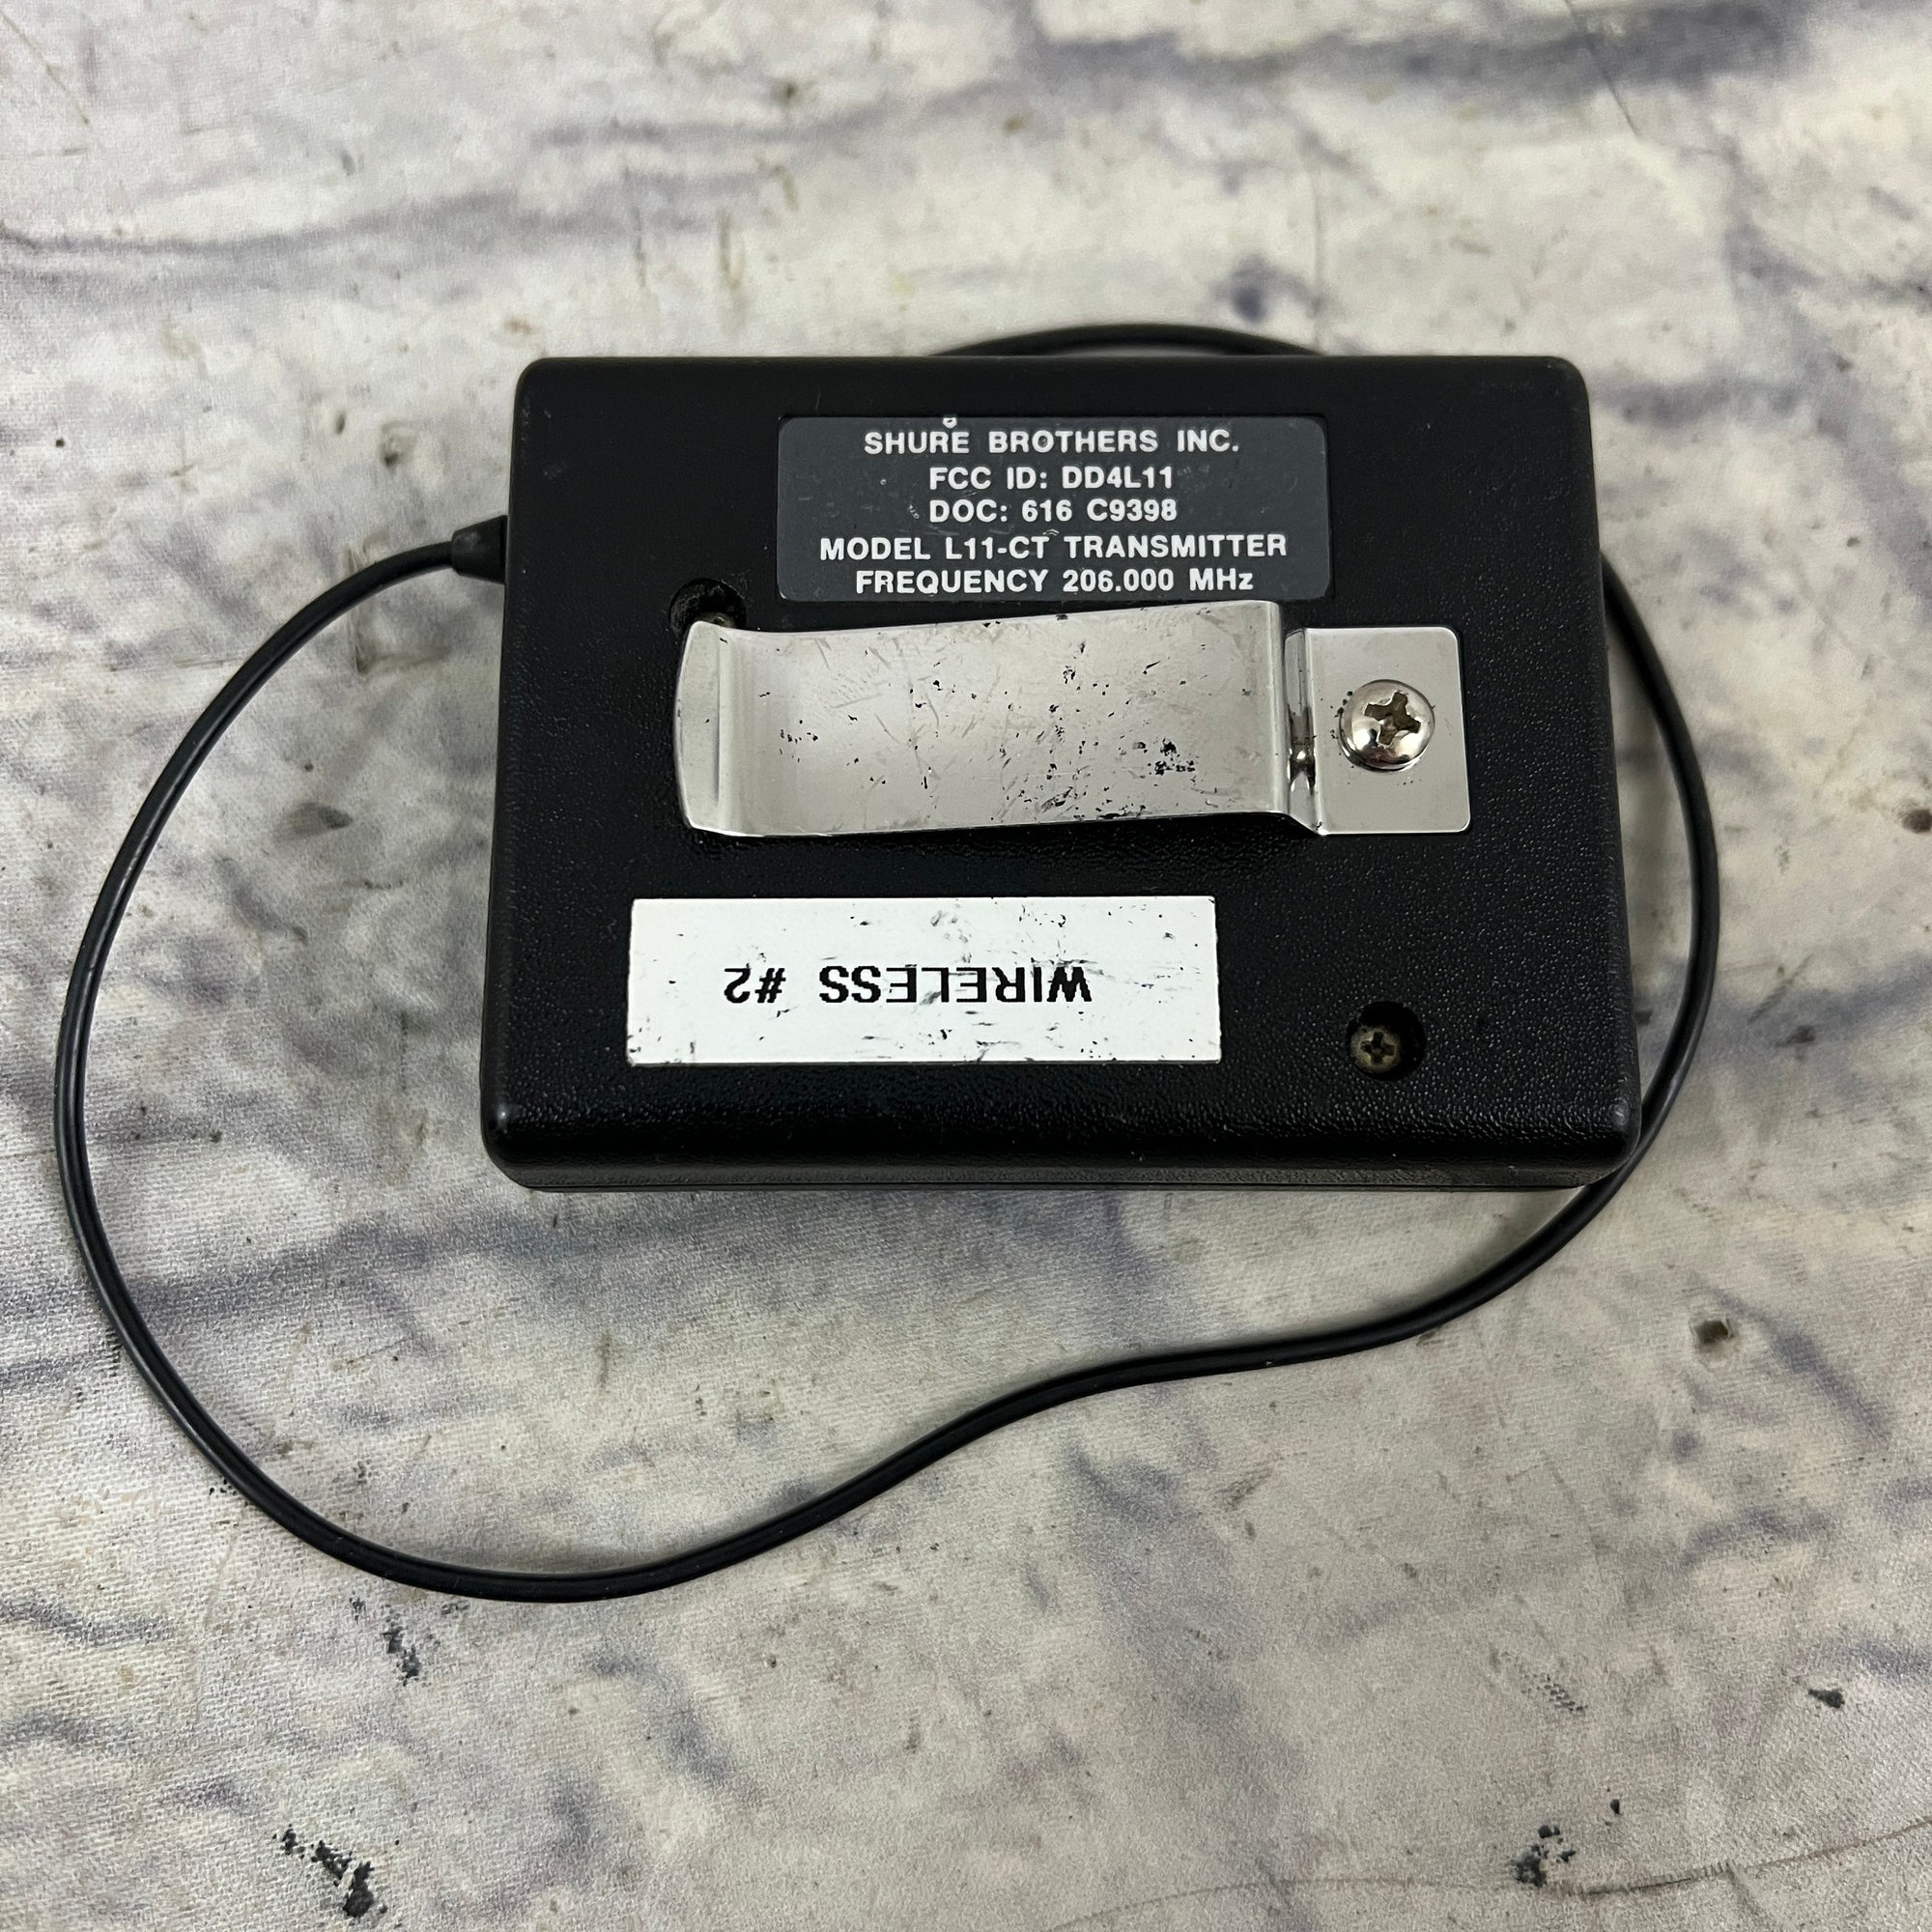 SHURE BROTHERS INC.
FCC ID: DD4L11
DOC: 616 C9398
MODEL L11-CT TRANSMITTER
FREQUENCY 206.000 MHz
WIRELESS #2